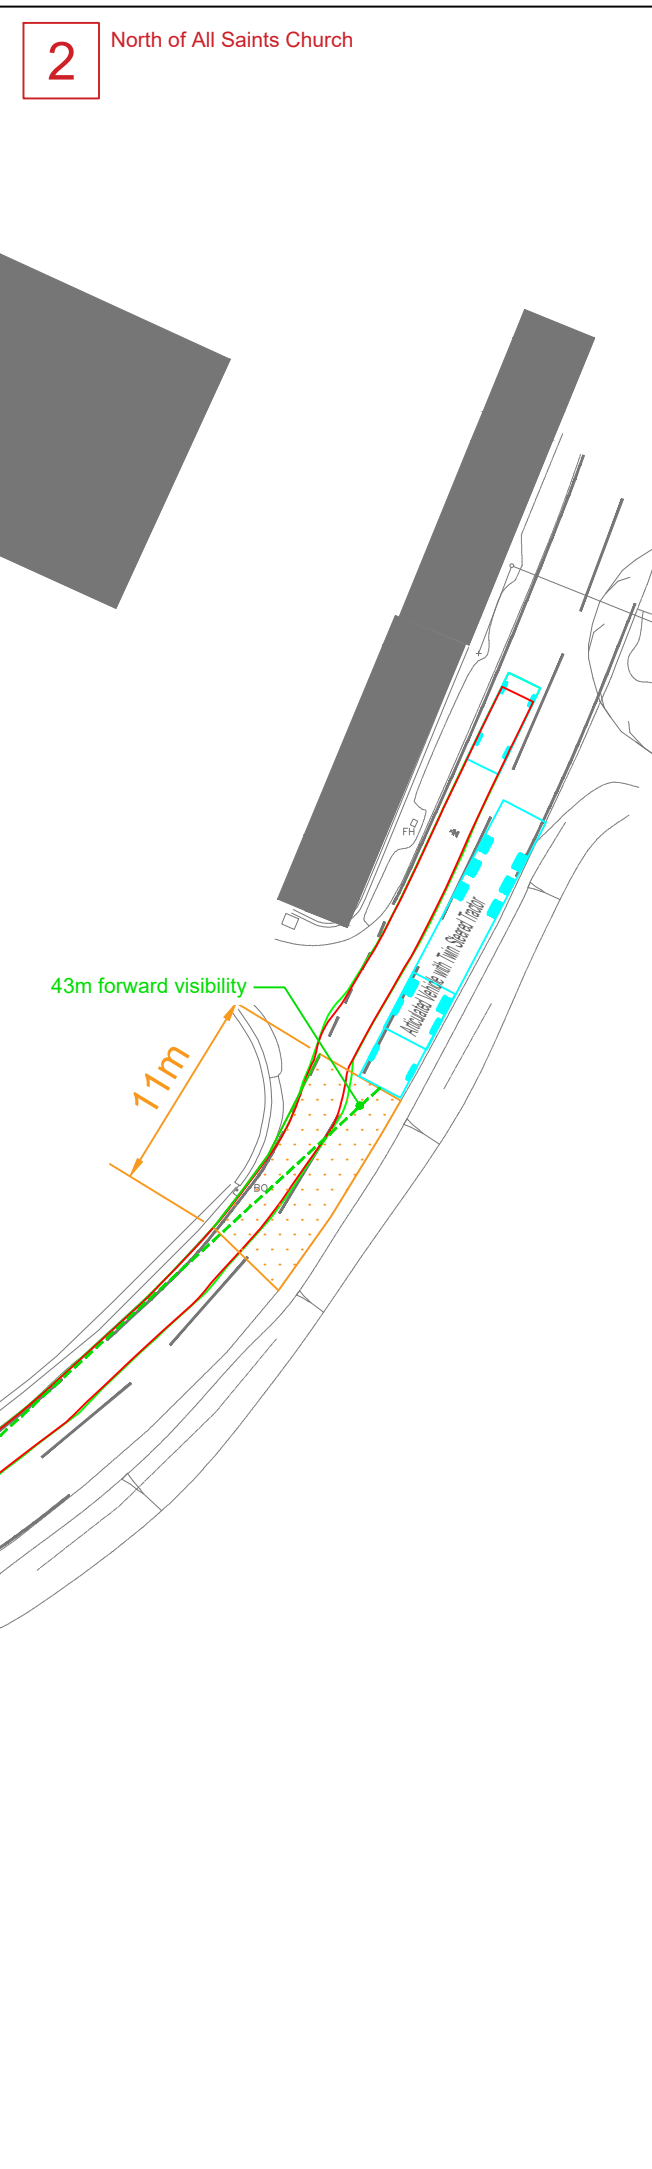 2
North of All Saints Church
FH
Articulated Vehicle with Twin Steered Tractor
43m forward visibility
11m
BO